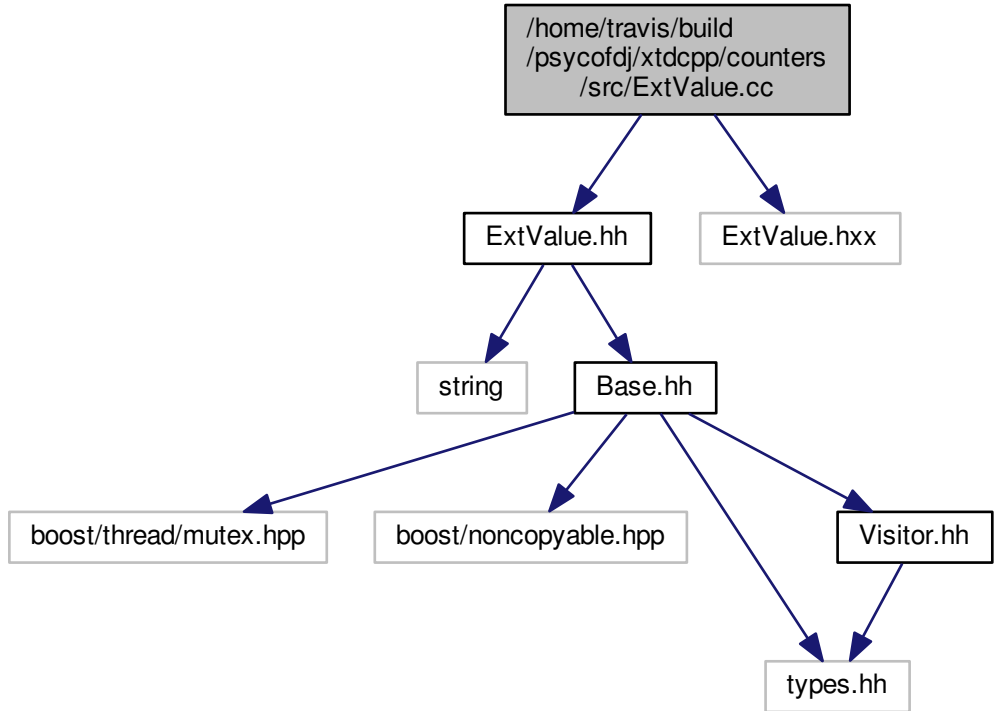 /home/travis/build
/psycofdj/xtdcpp/counters
/src/ExtValue.cc
ExtValue.hh
ExtValue.hxx
string
Base.hh
boost/thread/mutex.hpp
boost/noncopyable.hpp
Visitor.hh
types.hh